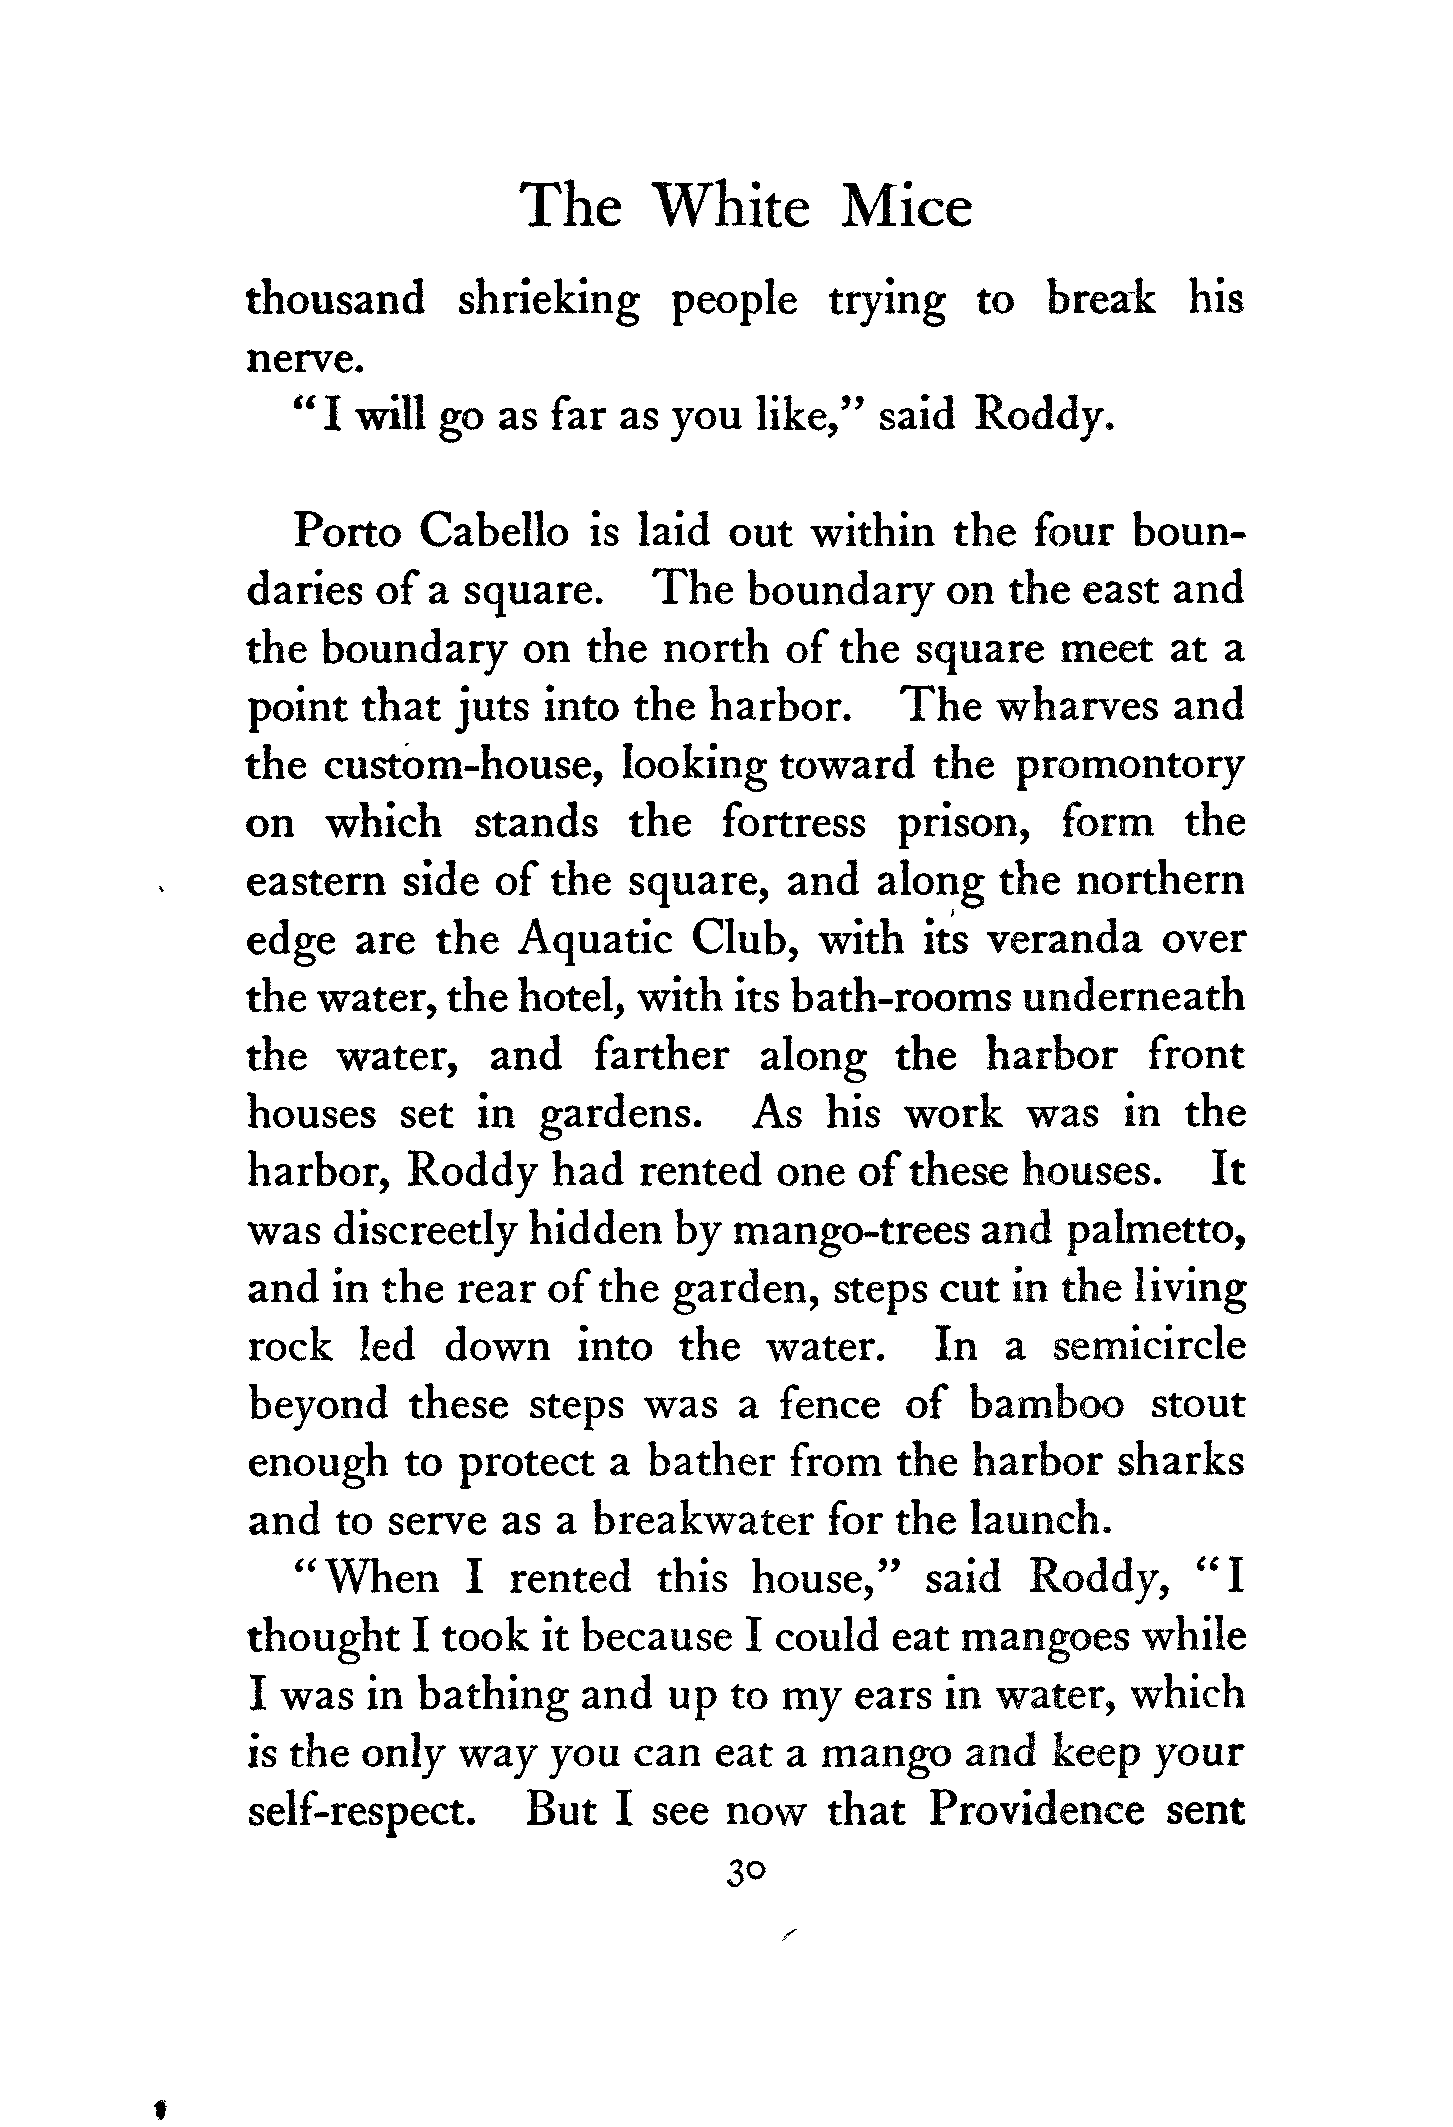 The White Mice
thousand shrieking people trying to break his
nerve.
"I will go as far as you like," said Roddy.
Porto Cabello is laid out within the four boun-
daries of a square. The boundary on the east and
the boundary on the north of the square meet at a
point that juts into the harbor. The wharves and
the custom-house, looking toward the promontory
on which stands the fortress prison, form the
eastern side of the square, and along the northern
edge are the Aquatic Club, with its veranda over
the water, the hotel, with its bath-rooms underneath
the water, and farther along the harbor front
houses set in gardens. As his work was in the
harbor, Roddy had rented one of these houses. It
was discreetly hidden by mango-trees and palmetto,
and in the rear of the garden, steps cut in the living
rock led down into the water. In a semicircle
beyond these steps was a fence of bamboo stout
enough to protect a bather from the harbor sharks
and to serve as a breakwater for the launch.
"When I rented this house," said Roddy, "I
thought I took it because I could eat mangoes while
I was in bathing and up to my ears in water, which
is the only way you can eat a mango and keep your
self-respect. But I see now that Providence sent
30